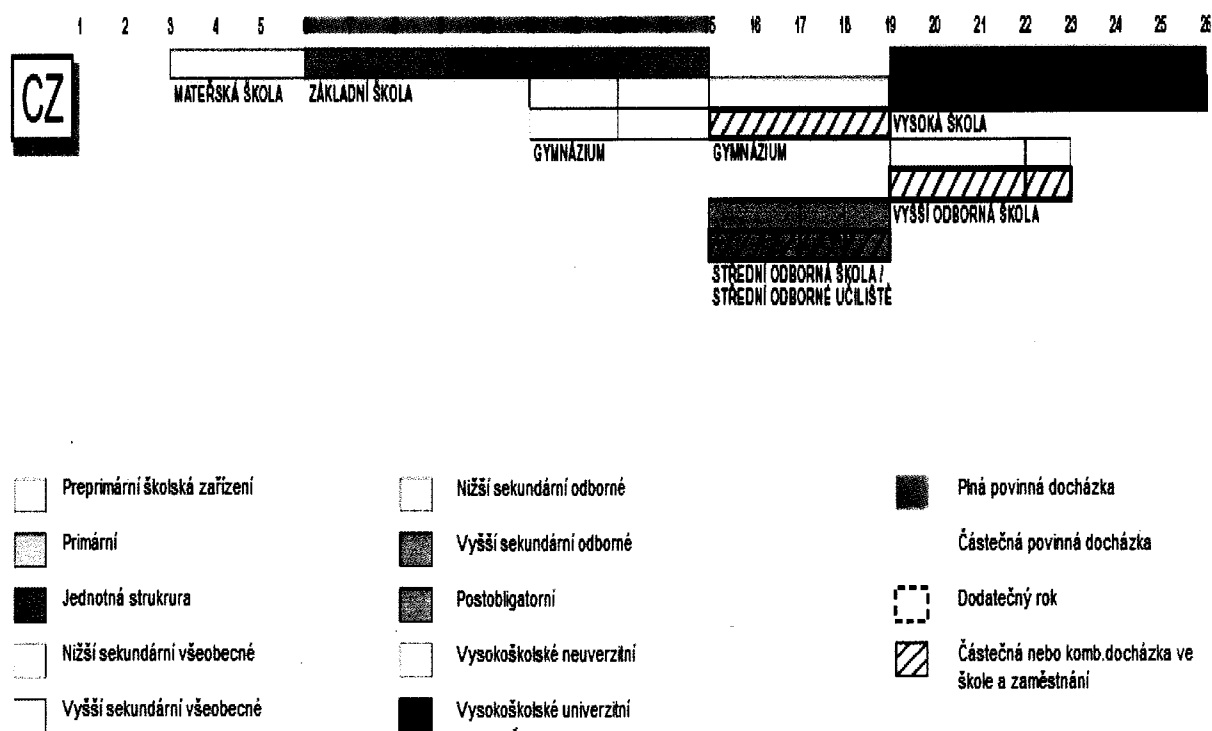 1 2 3 4 5 15 16 17 18 19 20 21 22 23 24 25 26
CZ
MATEŘSKÁ ŠKOLA ZÁKLADNÍ ŠKOLA
GYMNÁZIUM GYMNÁZIUM
VYSOKÁ ŠKOLA
VYŠŠÍ ODBORNÁ ŠKOLA
STŘEDNÍ ODBORNÁ ŠKOLA /
STŘEDNÍ ODBORNÉ UČILIŠTĚ
Preprimární školská zařízení
Primární
Jednotná strukrura
Nižší sekundární všeobecné
Vyšší sekundární všeobecné
Nižší sekundární odborné
Vyšší sekundární odborné
Postobligatorní
Vysokoškolské neuverzitní
Vysokoškolské univerzitní
Plná povinná docházka
Částečná povinná docházka
Dodatečný rok
Částečná nebo komb.docházka ve
škole a zaměstnání